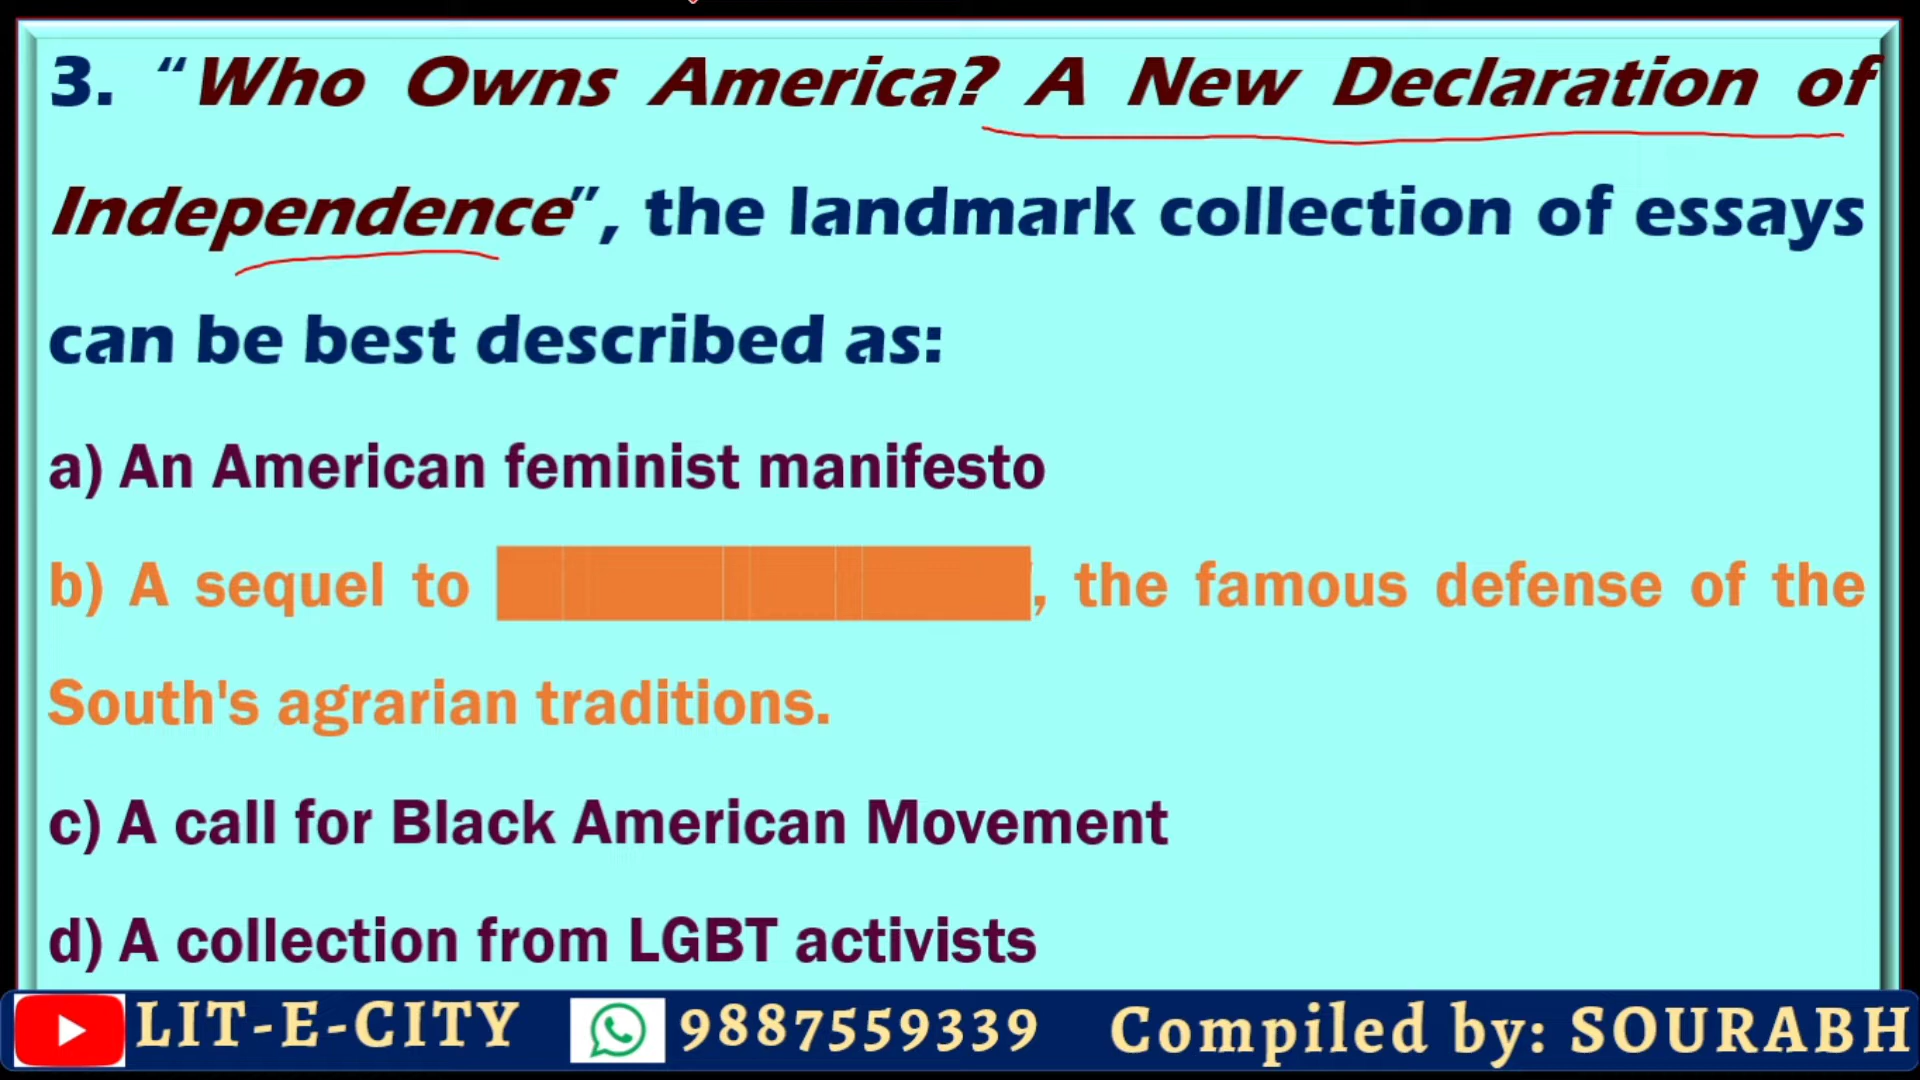 3. “Who Owns America? A New Declaration of
Independence”, the landmark collection of essays
can be best described as:
a) An American feminist manifesto
b) A sequel to , the famous defense of the
South's agrarian traditions.
c) A call for Black American Movement
d) A collection from LGBT activists
LIT-E-CITY 9887559339 Compiled by: SOURABH